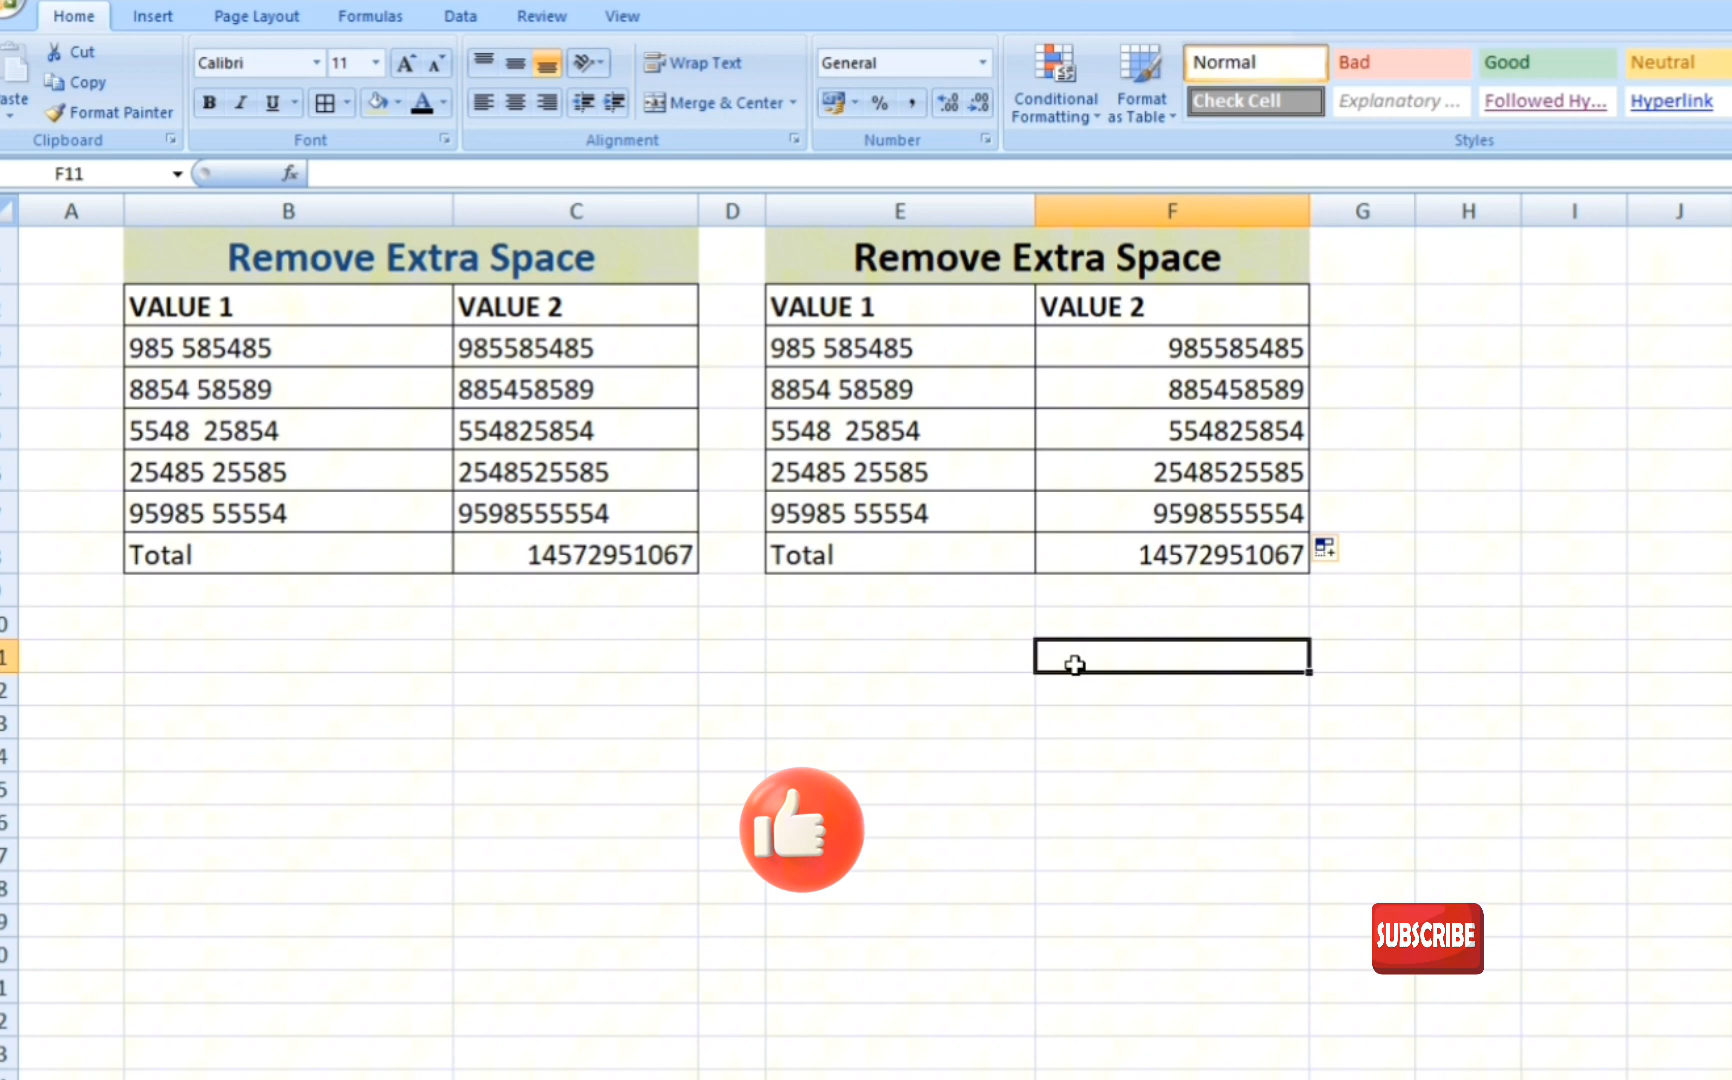 Home Insert Page Layout Formulas Data Review View
Cut
Copy
Format Painter
Clipboard
Calibri 11
B I U
Font
Wrap Text
Merge & Center
Alignment
General
% ,
Number
Conditional Formatting
Format as Table
Normal Bad Good Neutral
Check Cell Explanatory ... Followed Hy... Hyperlink
Styles
F11 fx
A B C D E F G H I J
Remove Extra Space Remove Extra Space
VALUE 1 VALUE 2 VALUE 1 VALUE 2
985 585485 985585485 985 585485 985585485
8854 58589 885458589 8854 58589 885458589
5548  25854 554825854 5548  25854 554825854
25485 25585 2548525585 25485 25585 2548525585
95985 55554 9598555554 95985 55554 9598555554
Total 14572951067 Total 14572951067
SUBSCRIBE